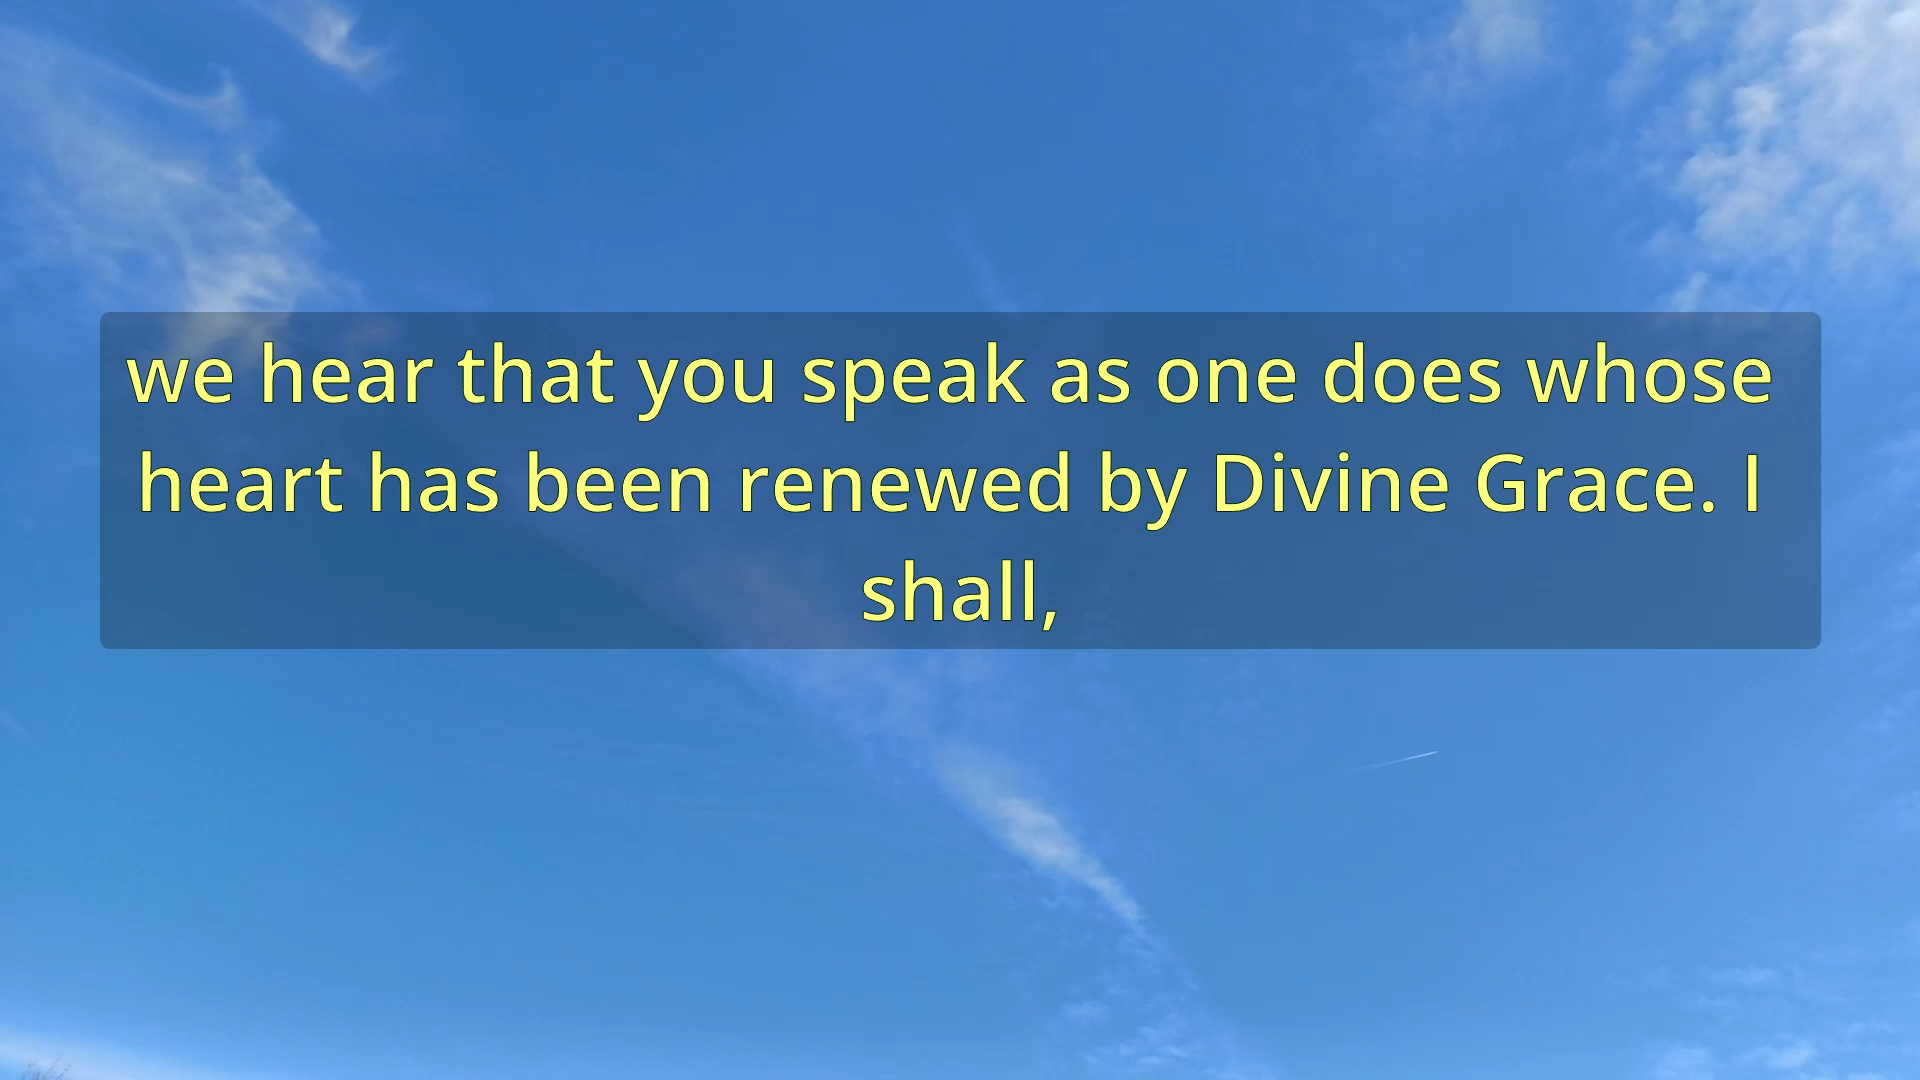 we hear that you speak as one does whose
heart has been renewed by Divine Grace. I
shall,